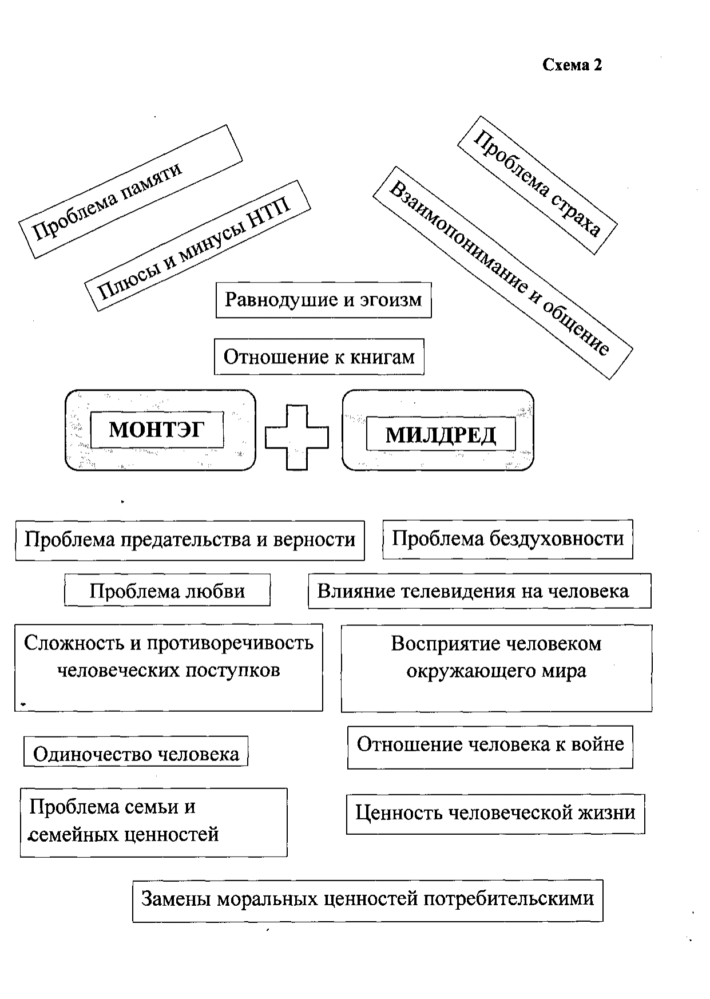 Схема 2
Проблема памяти
Проблема страха
Плюсы и минусы НТП
Взаимопонимание и общение
Равнодушие и эгоизм
Отношение к книгам
МОНТЭГ
МИЛДРЕД
Проблема предательства и верности
Проблема бездуховности
Проблема любви
Влияние телевидения на человека
Сложность и противоречивость
человеческих поступков
Восприятие человеком
окружающего мира
Одиночество человека
Отношение человека к войне
Проблема семьи и
семейных ценностей
Ценность человеческой жизни
Замены моральных ценностей потребительскими